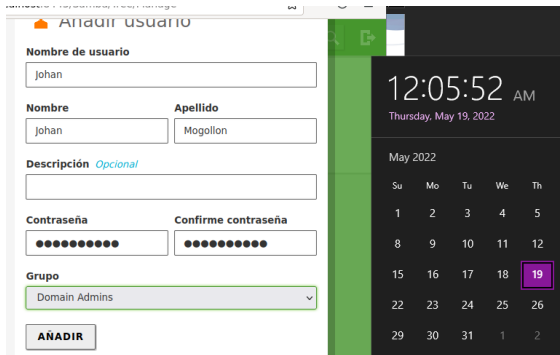 Añadir usuario
Nombre de usuario
Johan
Nombre Apellido
Johan Mogollon
Descripción Opcional
Contraseña Confirme contraseña
●●●●●●●●●● ●●●●●●●●●●
Grupo
Domain Admins
AÑADIR
12:05:52 AM
Thursday, May 19, 2022
May 2022
Su Mo Tu We Th
1 2 3 4 5
8 9 10 11 12
15 16 17 18 19
22 23 24 25 26
29 30 31 1 2